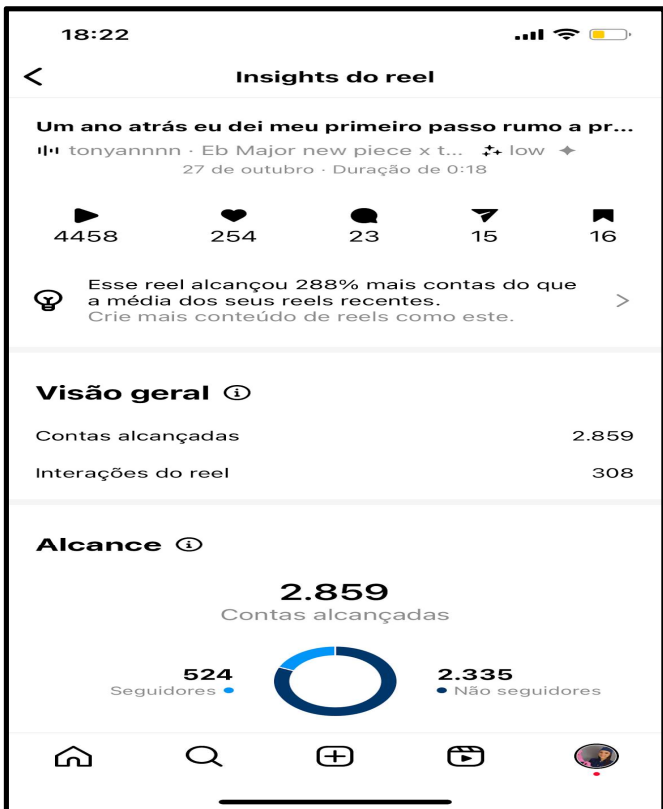 18:22
Insights do reel
Um ano atrás eu dei meu primeiro passo rumo a pr...
tonyannnn · Eb Major new piece x t... low
27 de outubro · Duração de 0:18
4458 254 23 15 16
Esse reel alcançou 288% mais contas do que
a média dos seus reels recentes.
Crie mais conteúdo de reels como este.
Visão geral
Contas alcançadas 2.859
Interações do reel 308
Alcance
2.859
Contas alcançadas
524 2.335
Seguidores Não seguidores